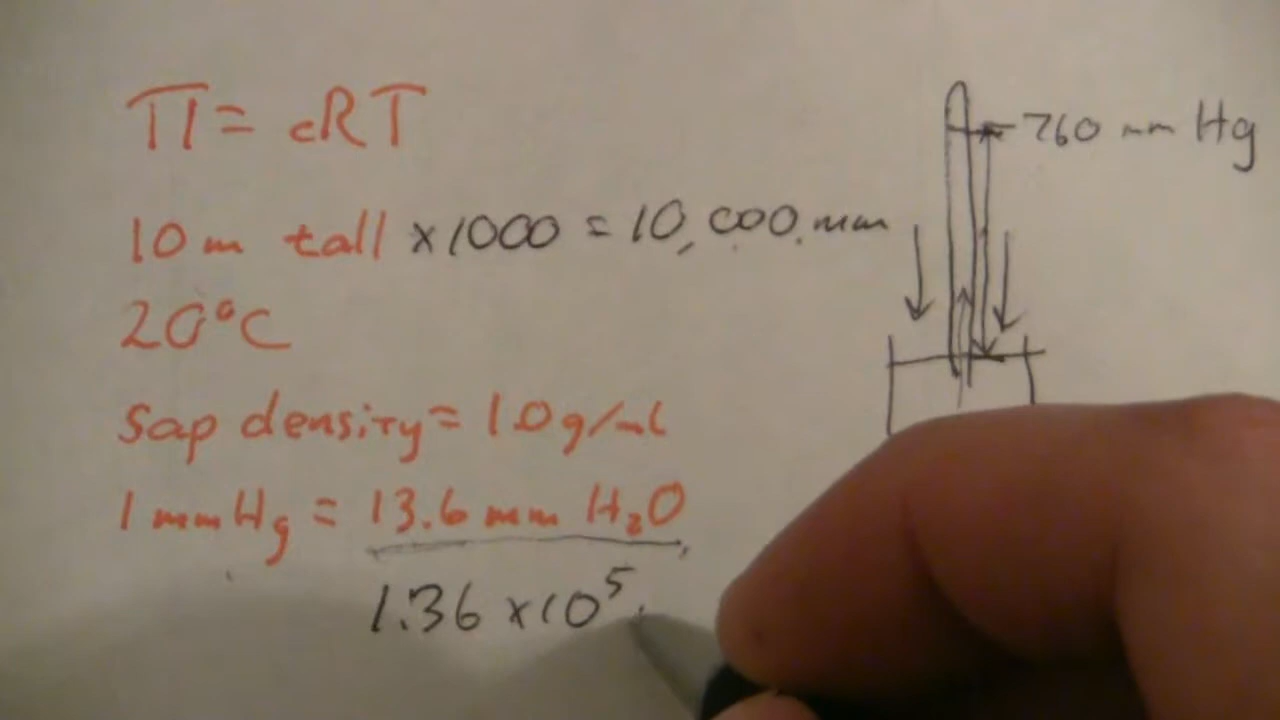 Π = cRT
760 mm Hg
10 m tall x1000 = 10,000. mm
20°C
Sap density = 1.0 g/mL
1 mm Hg = 13.6 mm H₂O
1.36 x 10⁵